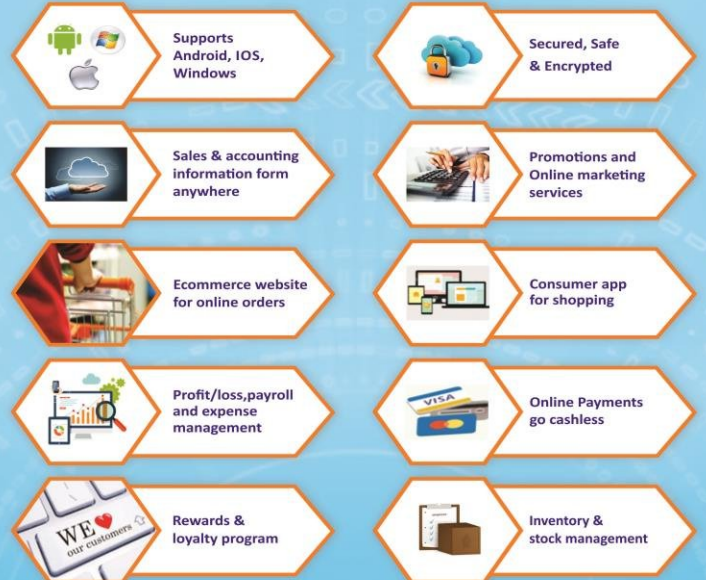 Supports
Android, IOS,
Windows
Secured, Safe
& Encrypted
Sales & accounting
information form
anywhere
Promotions and
Online marketing
services
Ecommerce website
for online orders
Consumer app
for shopping
Profit/loss,payroll
and expense
management
VISA
Online Payments
go cashless
WE
our customers
Rewards &
loyalty program
Inventory &
stock management